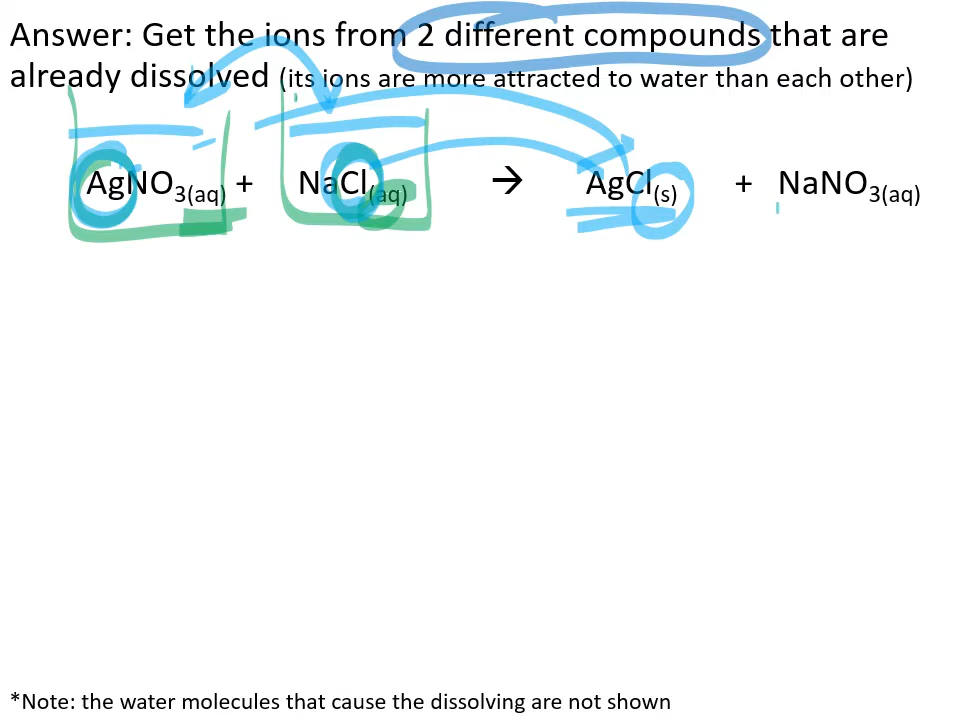 Answer: Get the ions from 2 different compounds that are
already dissolved (its ions are more attracted to water than each other)
AgNO3(aq) + NaCl(aq) → AgCl(s) + NaNO3(aq)
*Note: the water molecules that cause the dissolving are not shown